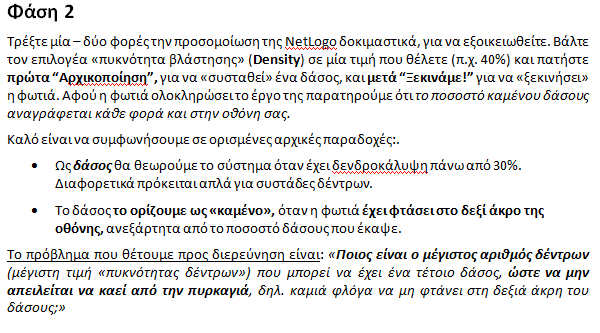 Φάση 2
Τρέξτε μία – δύο φορές την προσομοίωση της NetLogo δοκιμαστικά, για να εξοικειωθείτε. Βάλτε
τον επιλογέα «πυκνότητα βλάστησης» (Density) σε μία τιμή που θέλετε (π.χ. 40%) και πατήστε
πρώτα “Αρχικοποίηση”, για να «συσταθεί» ένα δάσος, και μετά “Ξεκινάμε!” για να «ξεκινήσει»
η φωτιά. Αφού η φωτιά ολοκληρώσει το έργο της παρατηρούμε ότι το ποσοστό καμένου δάσους
αναγράφεται κάθε φορά και στην οθόνη σας.
Καλό είναι να συμφωνήσουμε σε ορισμένες αρχικές παραδοχές:.
• Ως δάσος θα θεωρούμε το σύστημα όταν έχει δενδροκάλυψη πάνω από 30%.
Διαφορετικά πρόκειται απλά για συστάδες δέντρων.
• Το δάσος το ορίζουμε ως «καμένο», όταν η φωτιά έχει φτάσει στο δεξί άκρο της
οθόνης, ανεξάρτητα από το ποσοστό δάσους που έκαψε.
Το πρόβλημα που θέτουμε προς διερεύνηση είναι: «Ποιος είναι ο μέγιστος αριθμός δέντρων
(μέγιστη τιμή «πυκνότητας δέντρων») που μπορεί να έχει ένα τέτοιο δάσος, ώστε να μην
απειλείται να καεί από την πυρκαγιά, δηλ. καμιά φλόγα να μη φτάνει στη δεξιά άκρη του
δάσους;»